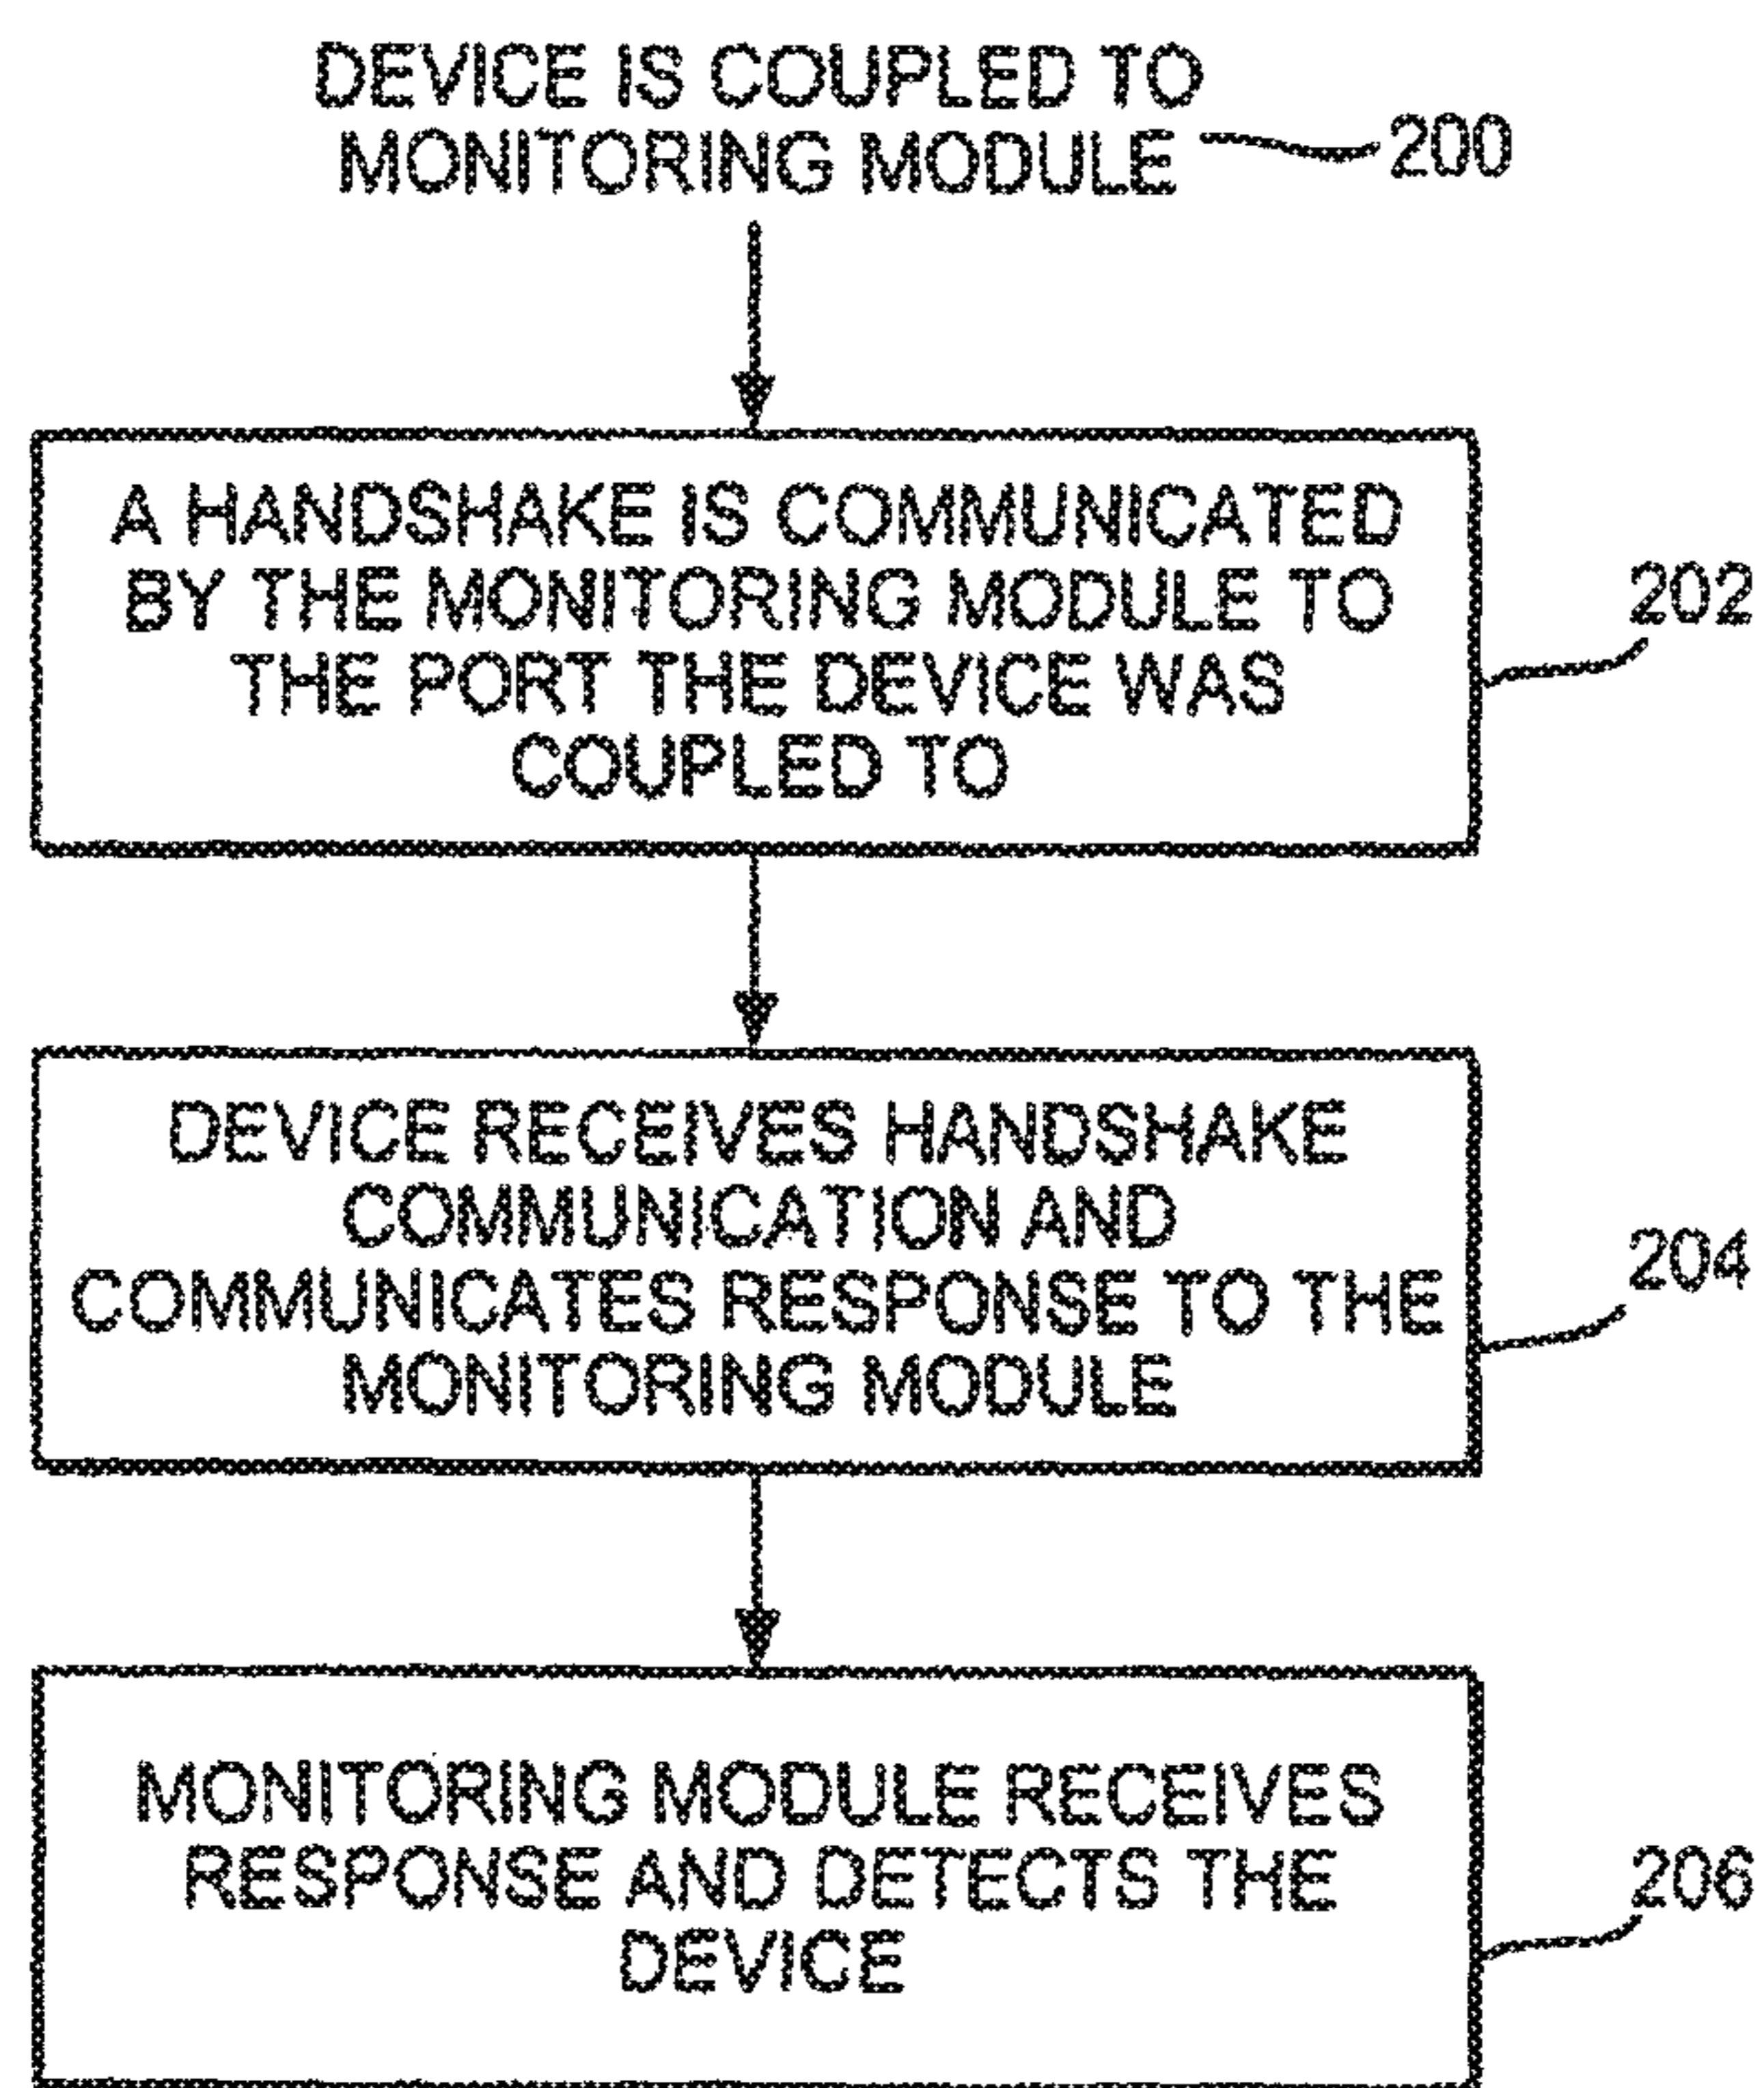 DEVICE IS COUPLED TO
MONITORING MODULE
200
A HANDSHAKE IS COMMUNICATED
BY THE MONITORING MODULE TO
THE PORT THE DEVICE WAS
COUPLED TO
202
DEVICE RECEIVES HANDSHAKE
COMMUNICATION AND
COMMUNICATES RESPONSE TO THE
MONITORING MODULE
204
MONITORING MODULE RECEIVES
RESPONSE AND DETECTS THE
DEVICE
206